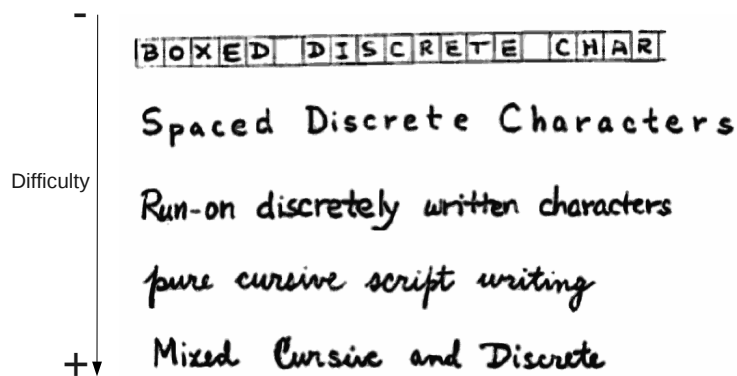 -
BOXED DISCRETE CHAR
Spaced Discrete Characters
Difficulty
Run-on discretely written characters
pure cursive script writing
Mixed Cursive and Discrete
+